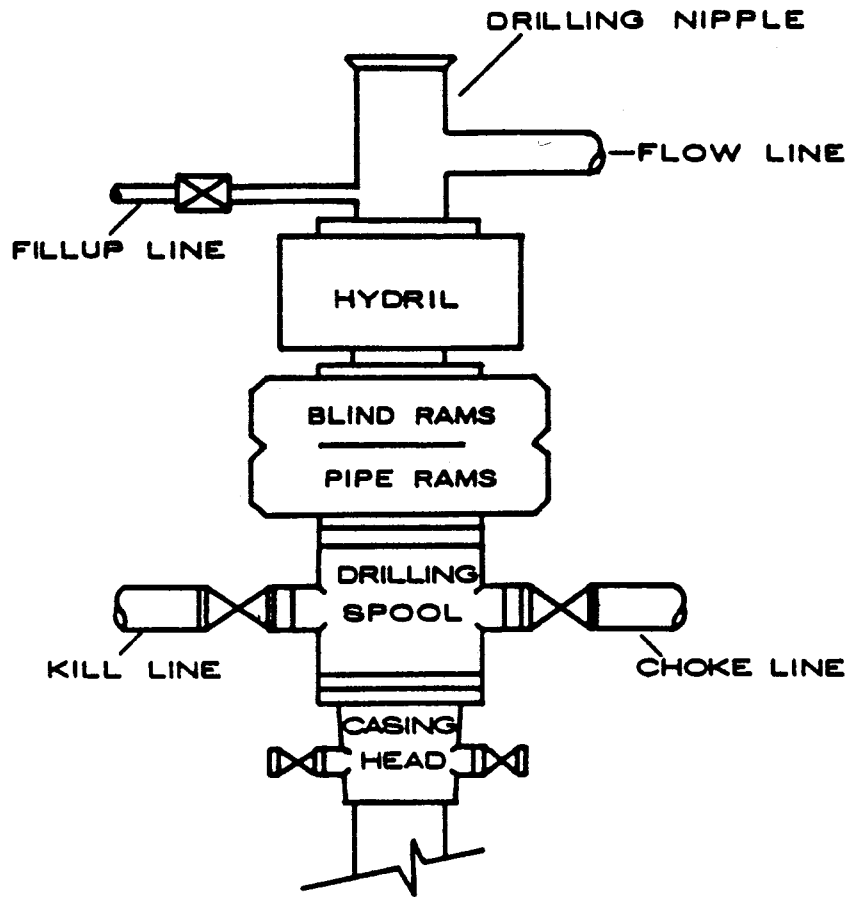 DRILLING NIPPLE
FLOW LINE
FILLUP LINE
HYDRIL
BLIND RAMS
PIPE RAMS
DRILLING
SPOOL
KILL LINE
CHOKE LINE
CASING
HEAD